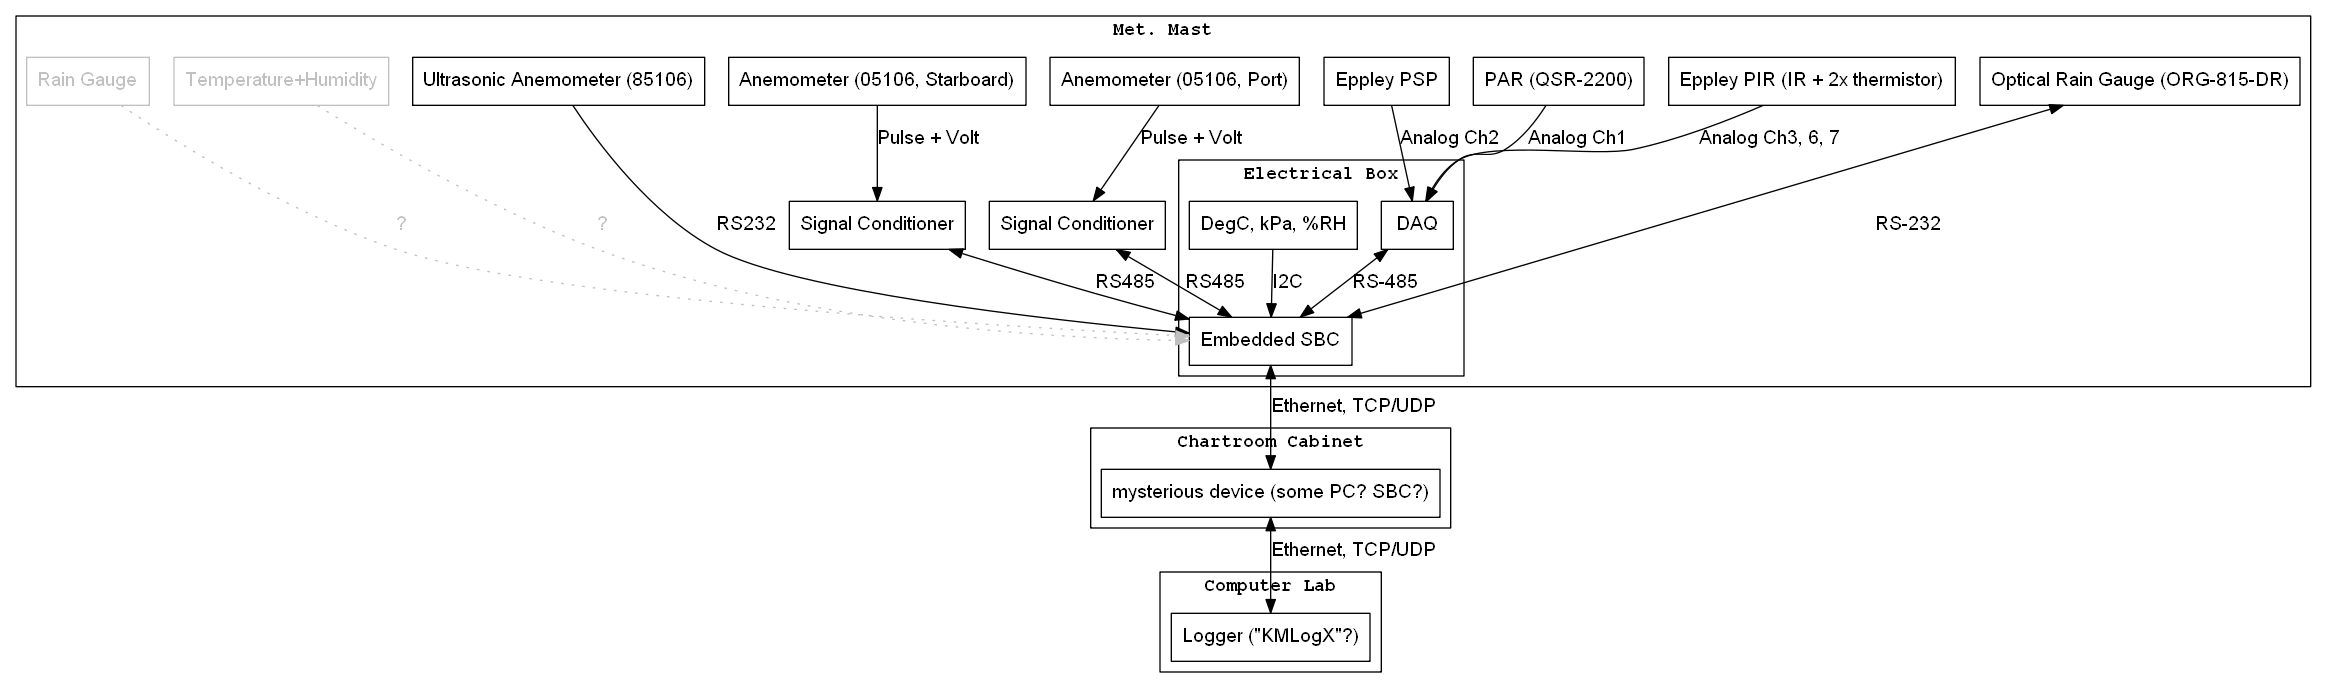 Met. Mast
Rain Gauge
Temperature+Humidity
Ultrasonic Anemometer (85106)
Anemometer (05106, Starboard)
Anemometer (05106, Port)
Eppley PSP
PAR (QSR-2200)
Eppley PIR (IR + 2x thermistor)
Optical Rain Gauge (ORG-815-DR)
Pulse + Volt
Pulse + Volt
Analog Ch2
Analog Ch1
Analog Ch3, 6, 7
Electrical Box
?
?
RS232
Signal Conditioner
Signal Conditioner
DegC, kPa, %RH
DAQ
RS-232
RS485
RS485
I2C
RS-485
Embedded SBC
Ethernet, TCP/UDP
Chartroom Cabinet
mysterious device (some PC? SBC?)
Ethernet, TCP/UDP
Computer Lab
Logger ("KMLogX"?)